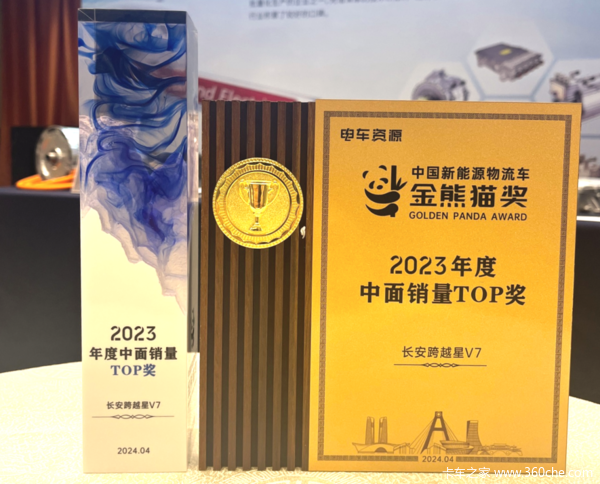 2023
年度中面销量
TOP奖
长安跨越星V7
2024.04
电车资源
中国新能源物流车
金熊猫奖
GOLDEN PANDA AWARD
2023年度
中面销量TOP奖
长安跨越星V7
2024.04
卡车之家 www.360che.com